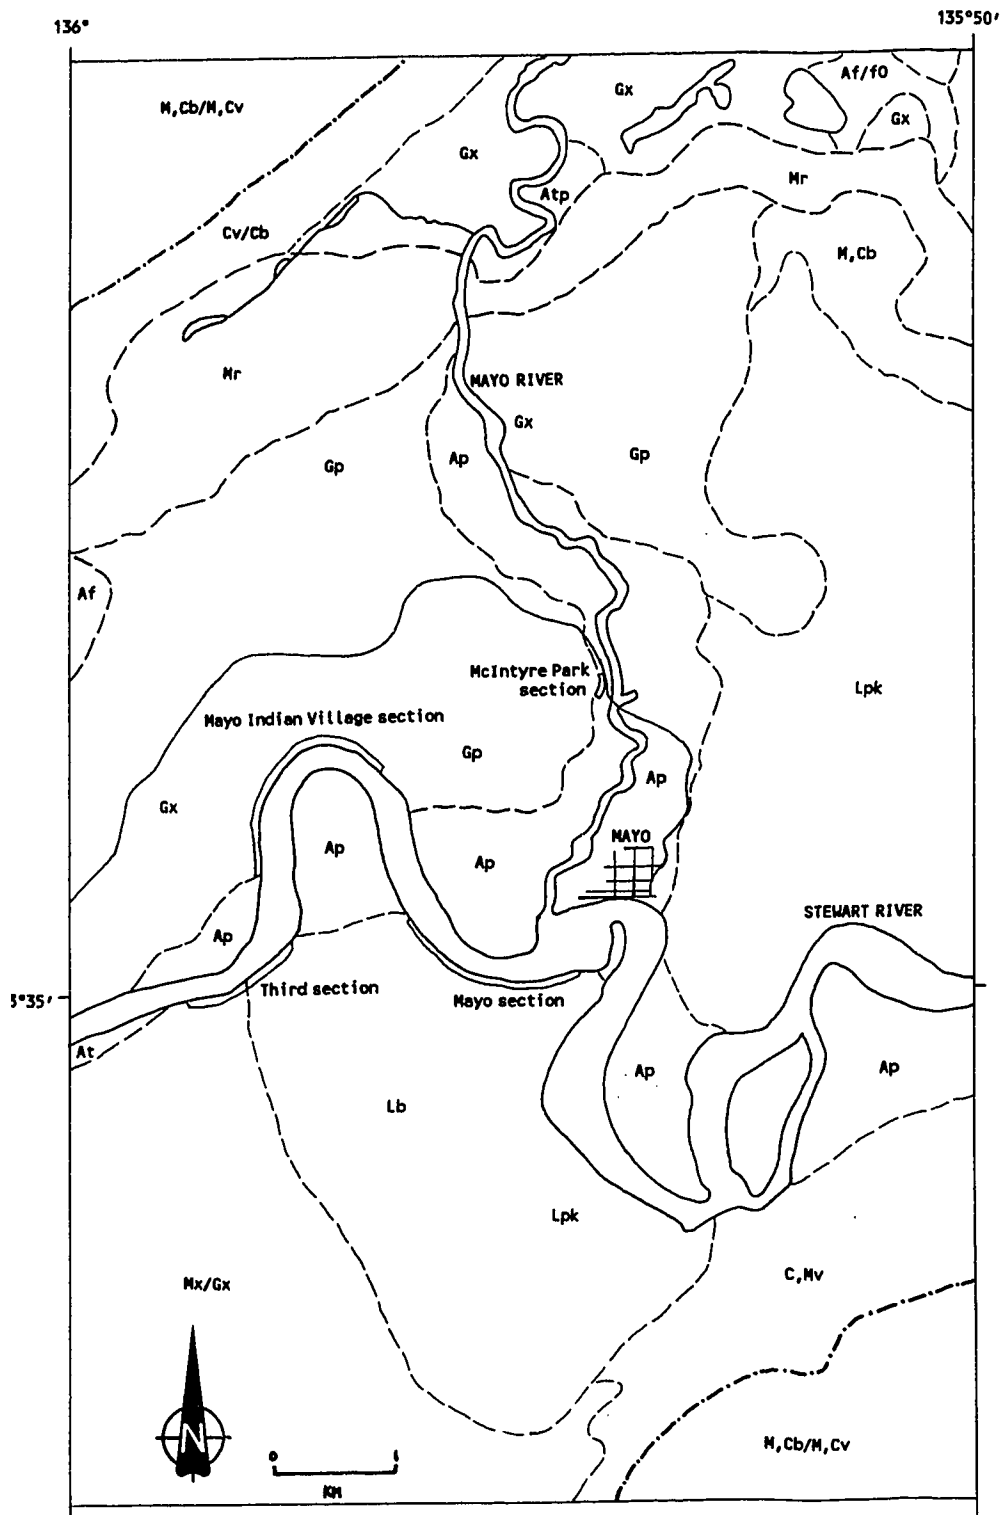 136°
135°50'
M,Cb/M,Cv
Gx
Af/fO
Gx
Gx
Mr
Atp
Cv/Cb
M,Cb
Mr
MAYO RIVER
Gx
Gp
Ap
Gp
Af
McIntyre Park
section
Lpk
Mayo Indian Village section
Gp
Ap
Gx
MAYO
Ap
Ap
STEWART RIVER
Ap
Third section
Mayo section
5°35'
At
Ap
Ap
Lb
Lpk
C,Mv
Mx/Gx
N
0
1
KM
M,Cb/M,Cv